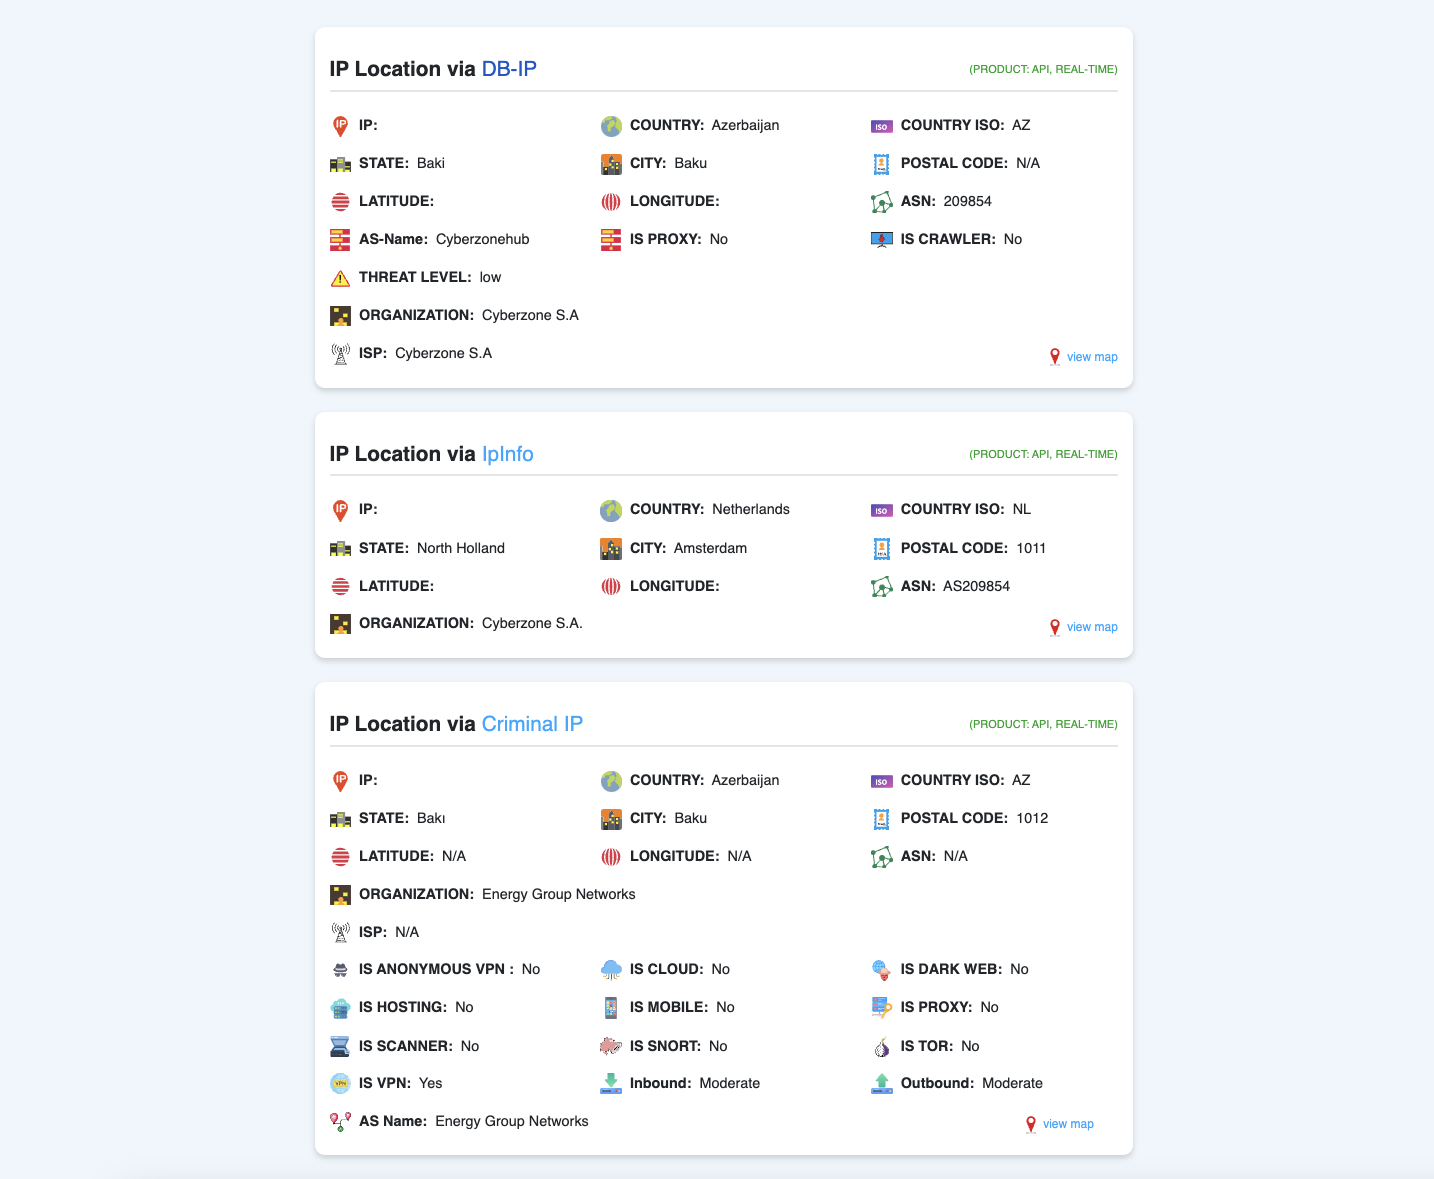 IP Location via DB-IP (PRODUCT: API, REAL-TIME)
IP: COUNTRY: Azerbaijan COUNTRY ISO: AZ
STATE: Baki CITY: Baku POSTAL CODE: N/A
LATITUDE: LONGITUDE: ASN: 209854
AS-Name: Cyberzonehub IS PROXY: No IS CRAWLER: No
THREAT LEVEL: low
ORGANIZATION: Cyberzone S.A
ISP: Cyberzone S.A view map
IP Location via IpInfo (PRODUCT: API, REAL-TIME)
IP: COUNTRY: Netherlands COUNTRY ISO: NL
STATE: North Holland CITY: Amsterdam POSTAL CODE: 1011
LATITUDE: LONGITUDE: ASN: AS209854
ORGANIZATION: Cyberzone S.A. view map
IP Location via Criminal IP (PRODUCT: API, REAL-TIME)
IP: COUNTRY: Azerbaijan COUNTRY ISO: AZ
STATE: Bakı CITY: Baku POSTAL CODE: 1012
LATITUDE: N/A LONGITUDE: N/A ASN: N/A
ORGANIZATION: Energy Group Networks
ISP: N/A
IS ANONYMOUS VPN : No IS CLOUD: No IS DARK WEB: No
IS HOSTING: No IS MOBILE: No IS PROXY: No
IS SCANNER: No IS SNORT: No IS TOR: No
IS VPN: Yes Inbound: Moderate Outbound: Moderate
AS Name: Energy Group Networks view map